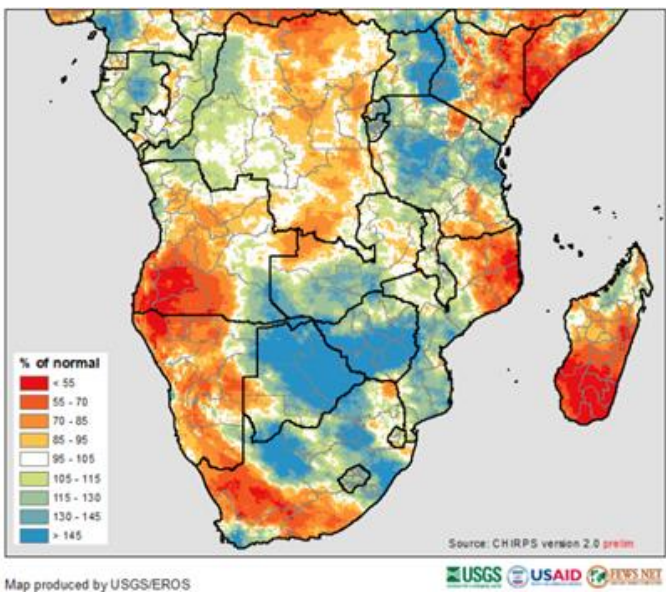 % of normal
< 55
55 - 70
70 - 85
85 - 95
95 - 105
105 - 115
115 - 130
130 - 145
> 145
Source: CHIRPS version 2.0 prelim
Map produced by USGS/EROS
USGS
USAID
FEWS NET